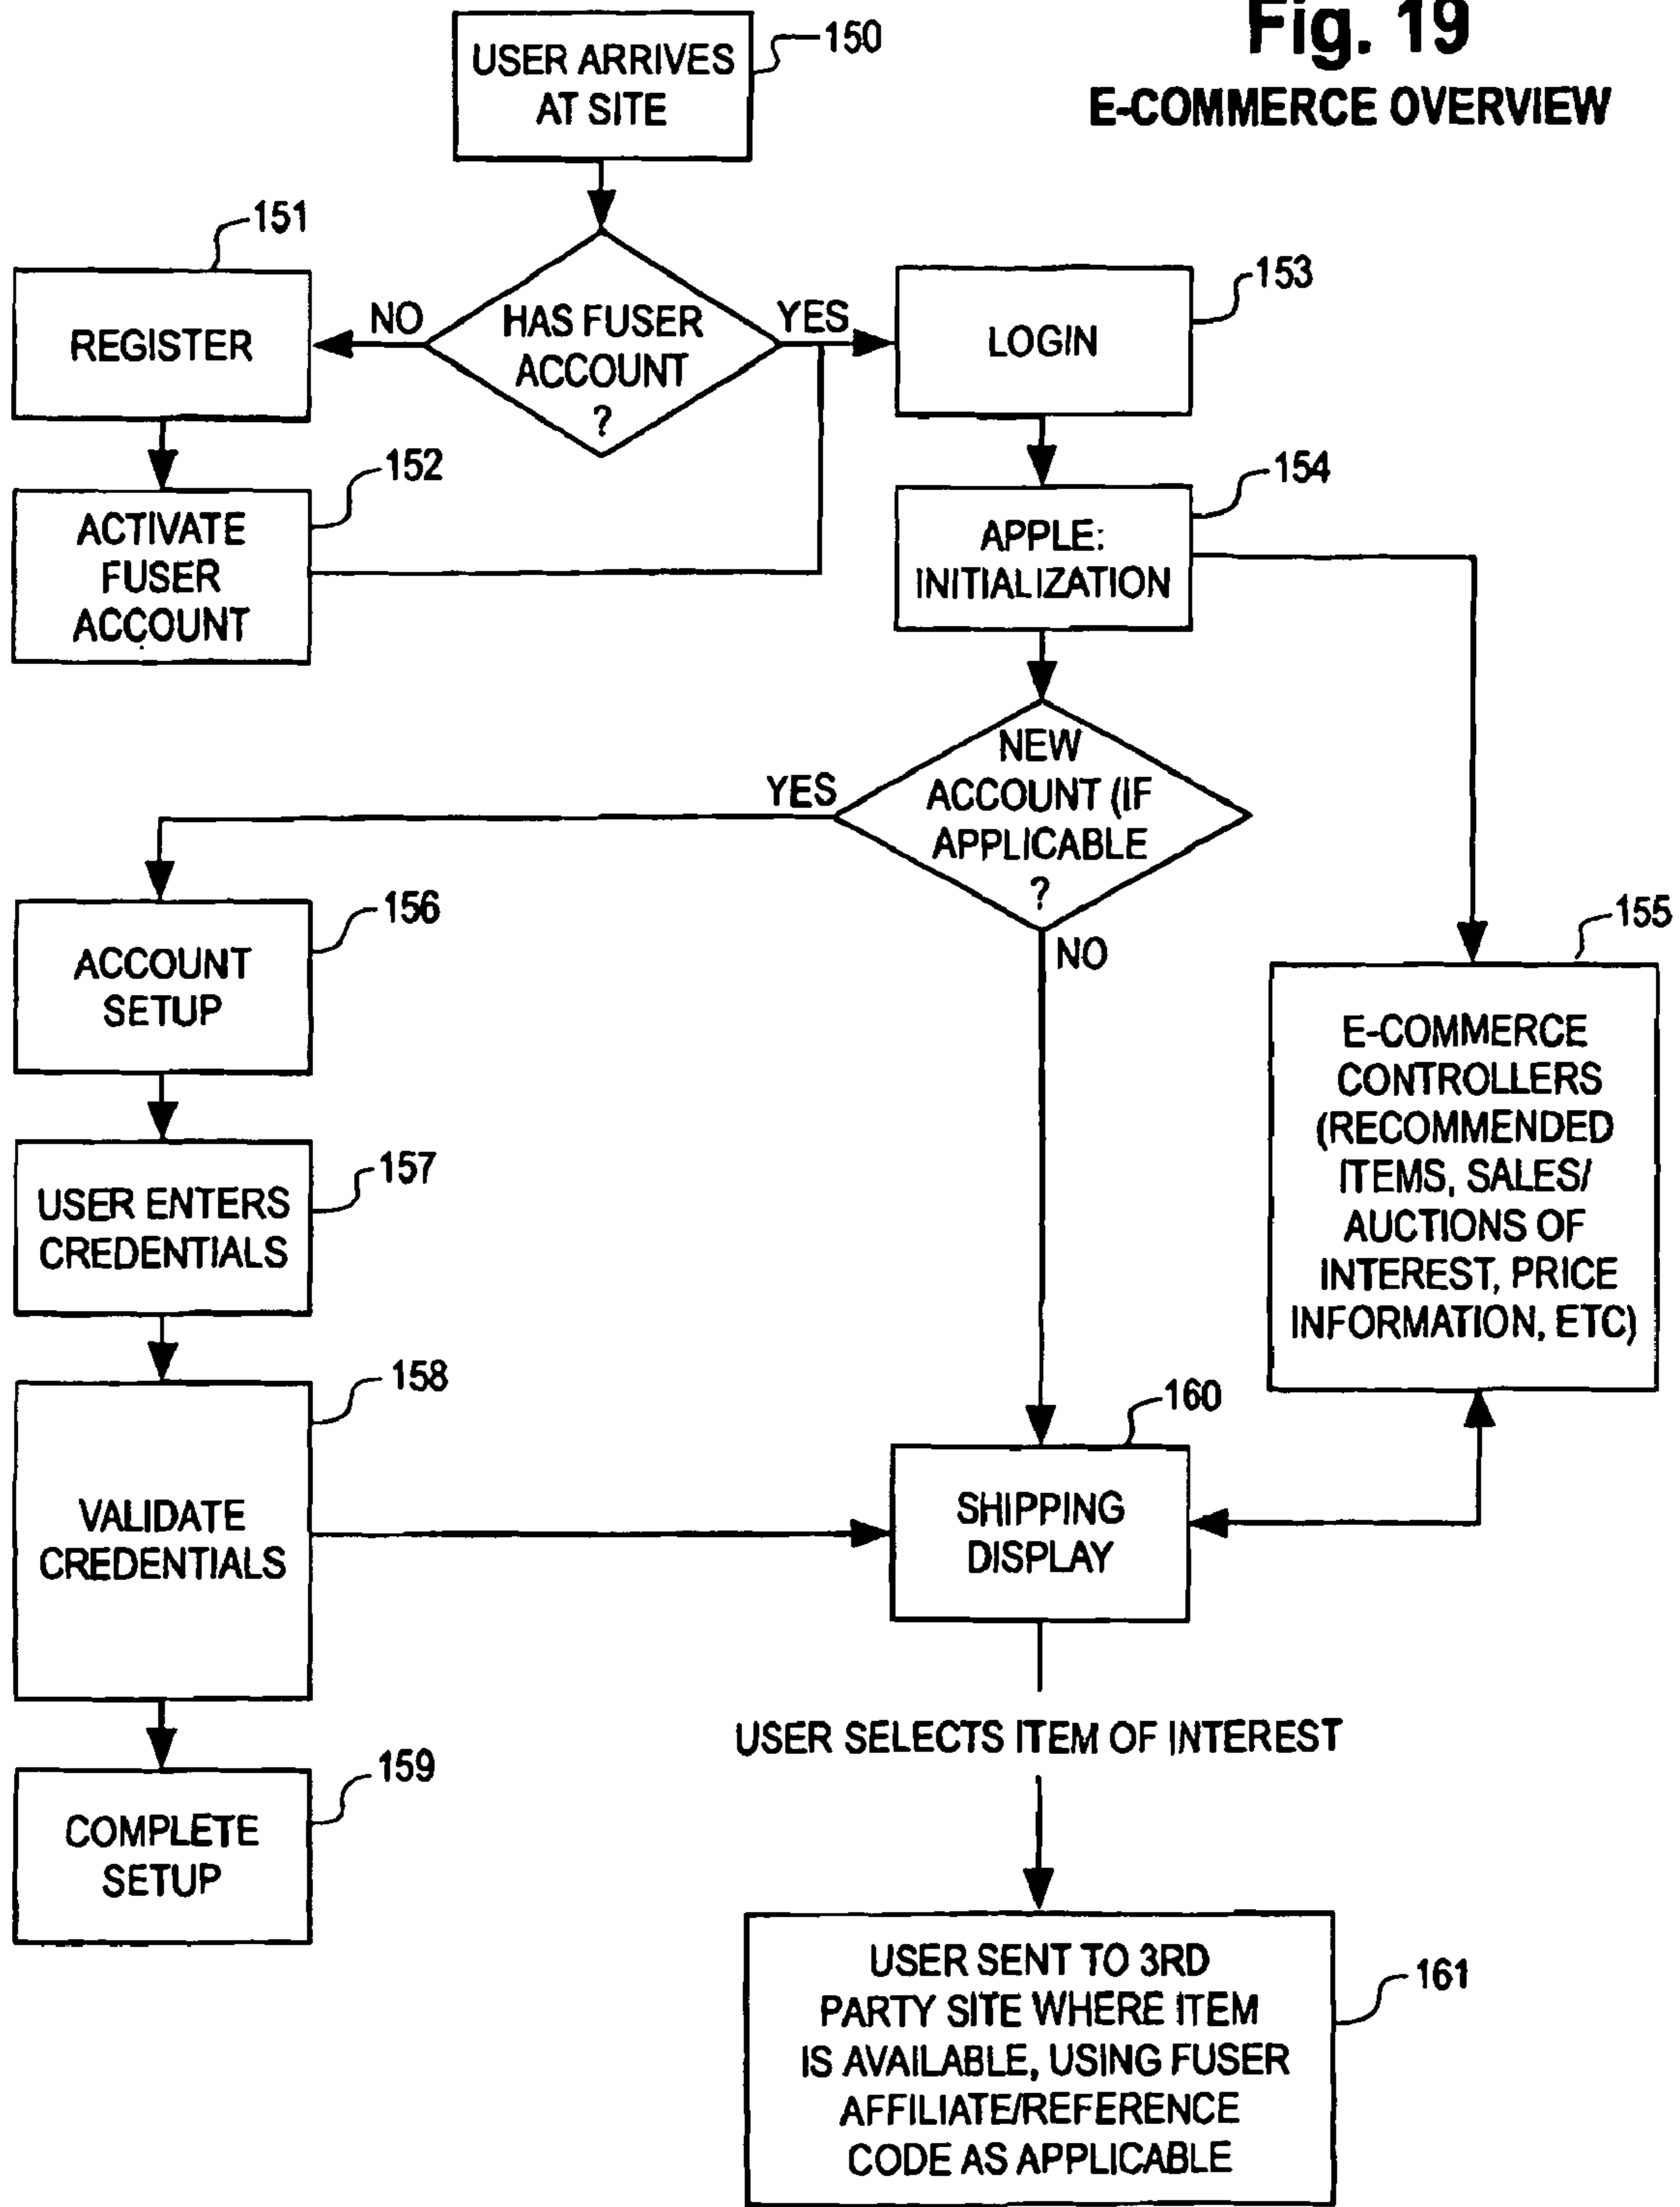 Fig. 19
E-COMMERCE OVERVIEW
USER ARRIVES
AT SITE
150
HAS FUSER
ACCOUNT
?
NO
YES
151
REGISTER
152
ACTIVATE
FUSER
ACCOUNT
153
LOGIN
154
APPLE:
INITIALIZATION
NEW
ACCOUNT (IF
APPLICABLE
?
YES
NO
155
E-COMMERCE
CONTROLLERS
(RECOMMENDED
ITEMS, SALES/
AUCTIONS OF
INTEREST, PRICE
INFORMATION, ETC)
156
ACCOUNT
SETUP
157
USER ENTERS
CREDENTIALS
158
VALIDATE
CREDENTIALS
159
COMPLETE
SETUP
160
SHIPPING
DISPLAY
USER SELECTS ITEM OF INTEREST
161
USER SENT TO 3RD
PARTY SITE WHERE ITEM
IS AVAILABLE, USING FUSER
AFFILIATE/REFERENCE
CODE AS APPLICABLE